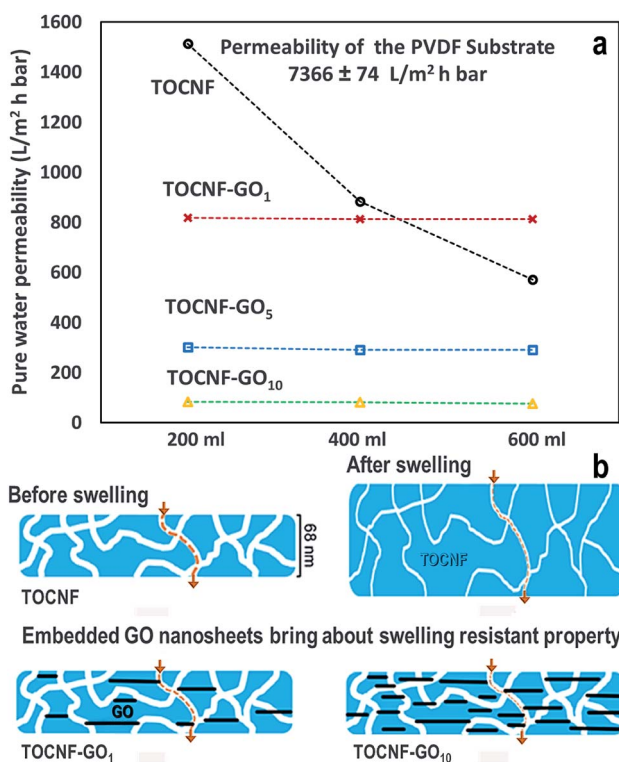 a
Permeability of the PVDF Substrate
7366 ± 74 L/m² h bar
Pure water permeability (L/m² h bar)
1600
1400
1200
1000
800
600
400
200
0
TOCNF
TOCNF-GO₁
TOCNF-GO₅
TOCNF-GO₁₀
200 ml
400 ml
600 ml
b
Before swelling
After swelling
68 nm
TOCNF
TOCNF
Embedded GO nanosheets bring about swelling resistant property
GO
TOCNF-GO₁
TOCNF-GO₁₀